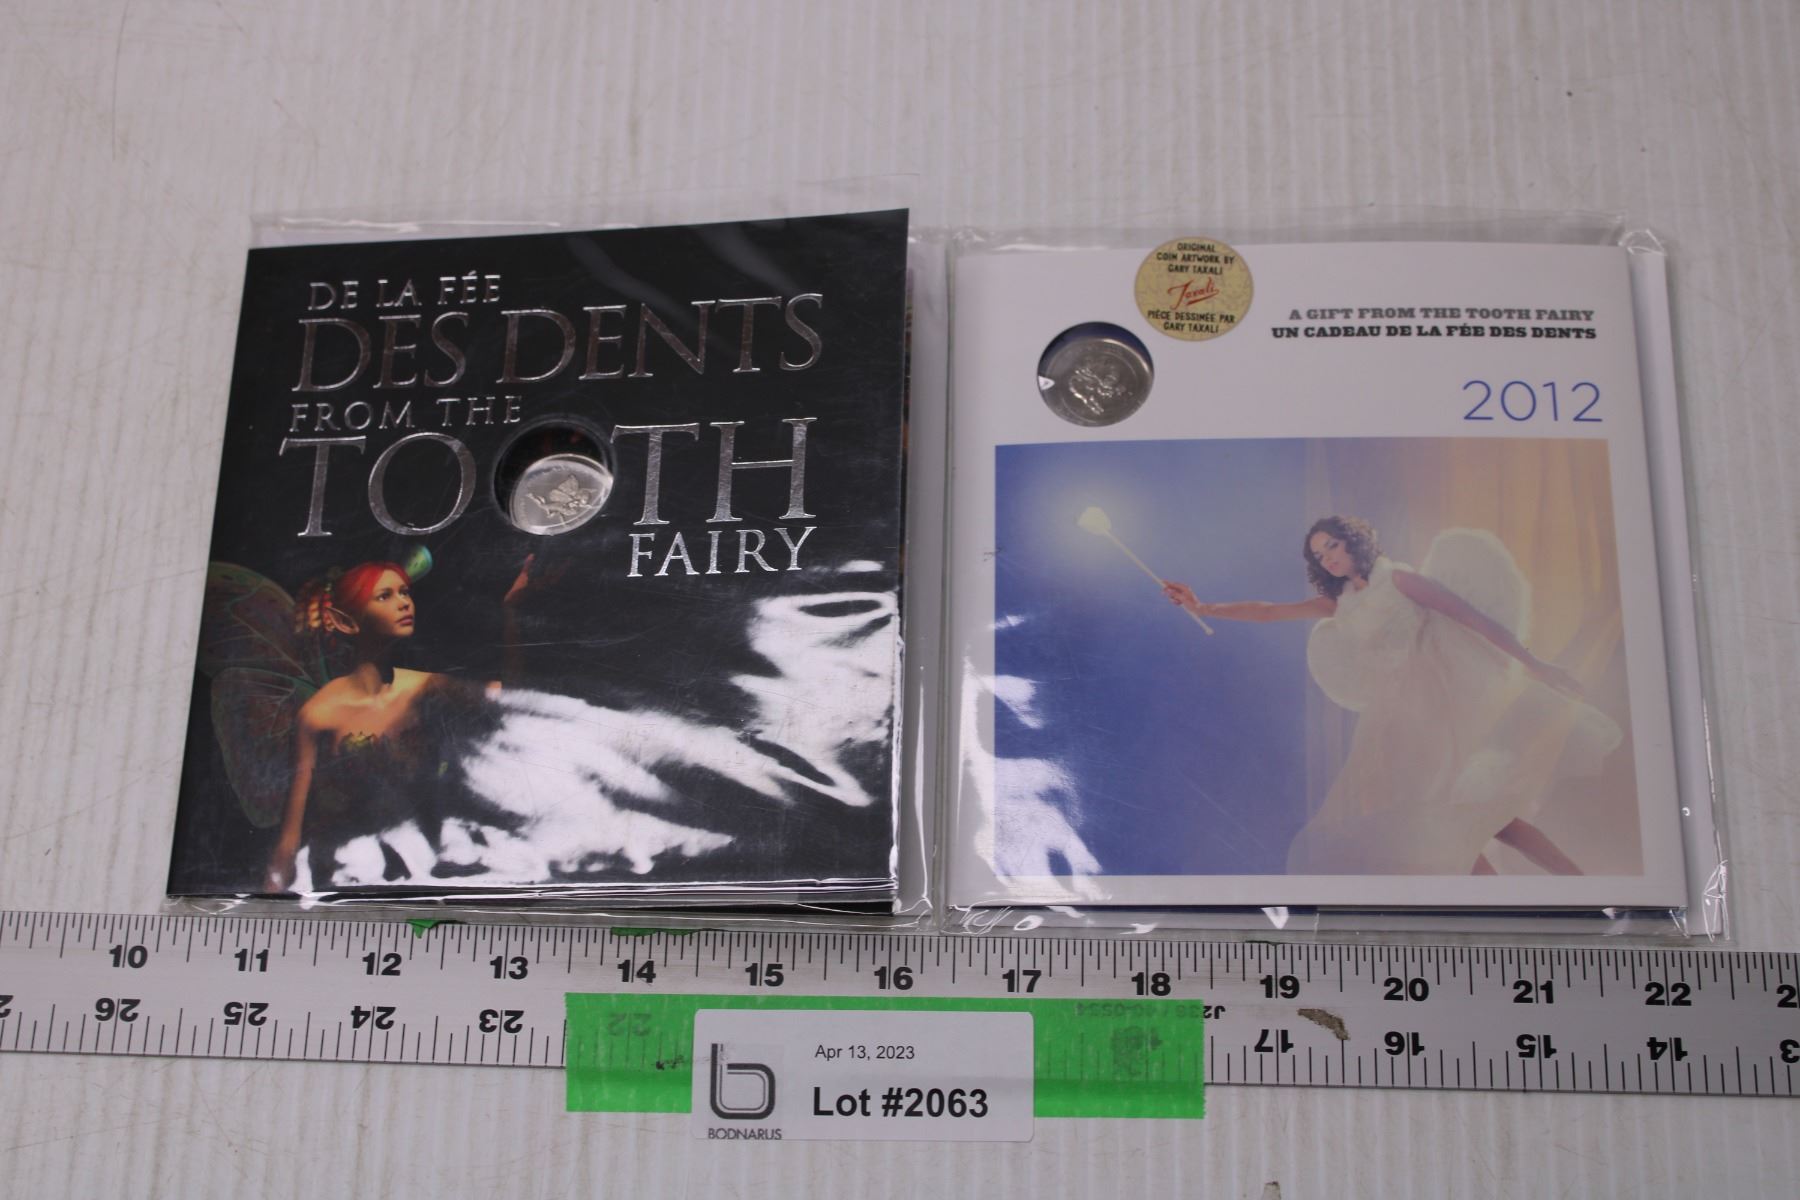 DE LA FÉE
DES DENTS
FROM THE
TOOTH
FAIRY
ORIGINAL
COIN ARTWORK BY
GARY TAXALI
Taxali
PIÈCE DESSINÉE PAR
GARY TAXALI
A GIFT FROM THE TOOTH FAIRY
UN CADEAU DE LA FÉE DES DENTS
2012
10 11 12 13 14 15 16 17 18 19 20 21 22
26 25 24 23 22 17 16 15 14
Apr 13, 2023
Lot #2063
BODNARUS